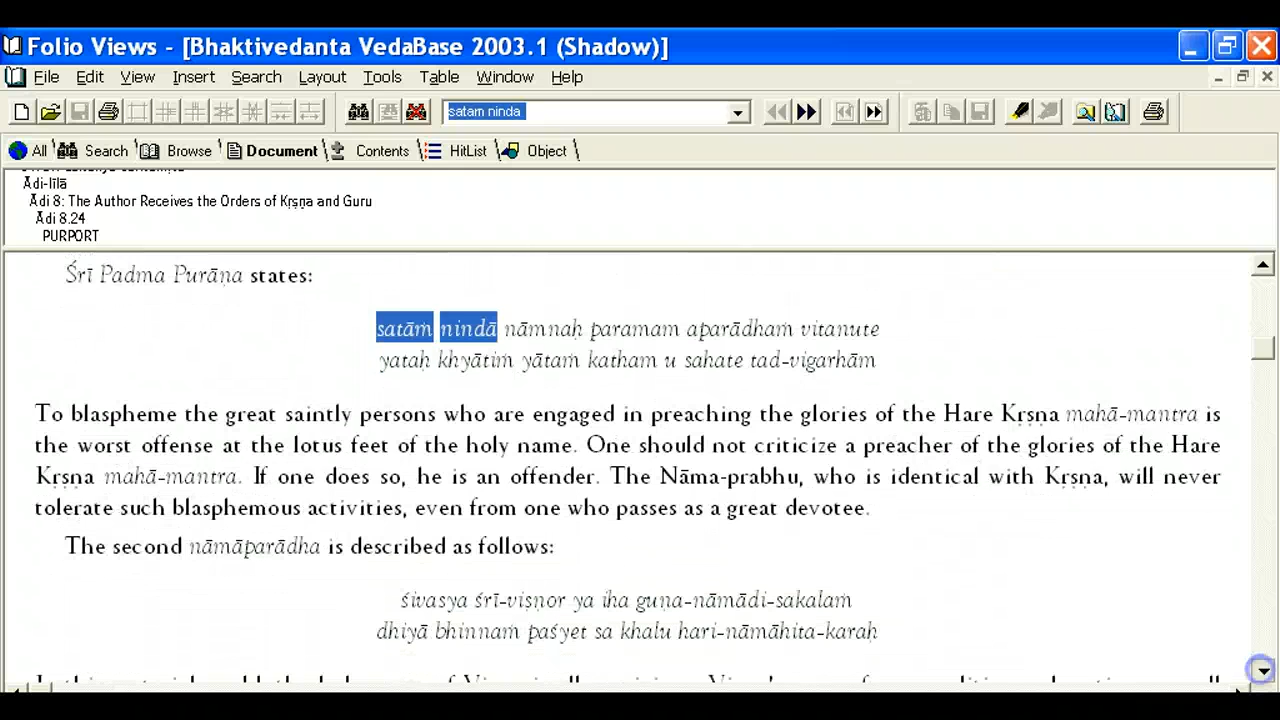 Folio Views - [Bhaktivedanta VedaBase 2003.1 (Shadow)]
File Edit View Insert Search Layout Tools Table Window Help
satam ninda
All Search Browse Document Contents HitList Object
Ādi-līlā
Ādi 8: The Author Receives the Orders of Kṛṣṇa and Guru
Ādi 8.24
PURPORT
Śrī Padma Purāṇa states:
satāṁ nindā nāmnaḥ paramam aparādhaṁ vitanute
yataḥ khyātiṁ yātaṁ katham u sahate tad-vigarhām
To blaspheme the great saintly persons who are engaged in preaching the glories of the Hare Kṛṣṇa mahā-mantra is
the worst offense at the lotus feet of the holy name. One should not criticize a preacher of the glories of the Hare
Kṛṣṇa mahā-mantra. If one does so, he is an offender. The Nāma-prabhu, who is identical with Kṛṣṇa, will never
tolerate such blasphemous activities, even from one who passes as a great devotee.
The second nāmāparādha is described as follows:
śivasya śrī-viṣṇor ya iha guṇa-nāmādi-sakalaṁ
dhiyā bhinnaṁ paśyet sa khalu hari-nāmāhita-karaḥ